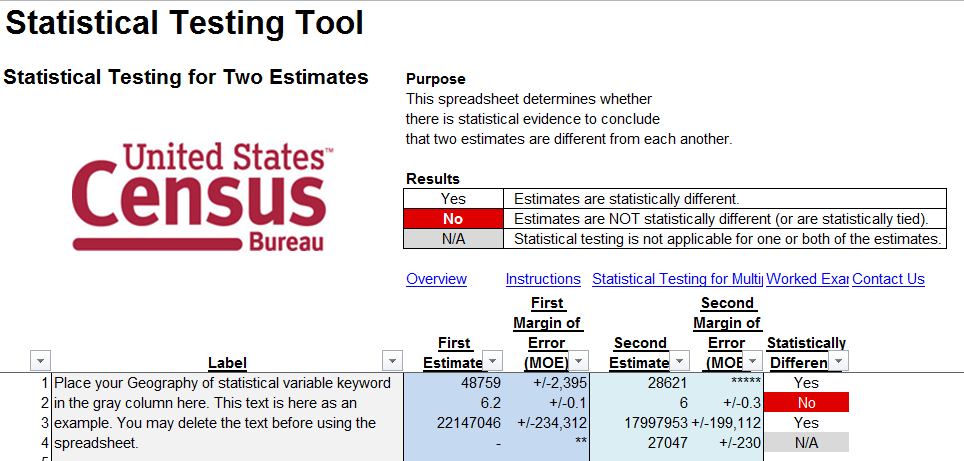 Statistical Testing Tool
Statistical Testing for Two Estimates
Purpose
This spreadsheet determines whether
there is statistical evidence to conclude
that two estimates are different from each another.
United States™
Census
Bureau
Results
Yes Estimates are statistically different.
No Estimates are NOT statistically different (or are statistically tied).
N/A Statistical testing is not applicable for one or both of the estimates.
Overview Instructions Statistical Testing for Multi Worked Exar Contact Us
First Second
Margin of Margin of
First Error Second Error Statistically
Label Estimate (MOE) Estimate (MOE Differen
1 Place your Geography of statistical variable keyword 48759 +/-2,395 28621 ***** Yes
2 in the gray column here. This text is here as an 6.2 +/-0.1 6 +/-0.3 No
3 example. You may delete the text before using the 22147046 +/-234,312 17997953 +/-199,112 Yes
4 spreadsheet. - ** 27047 +/-230 N/A